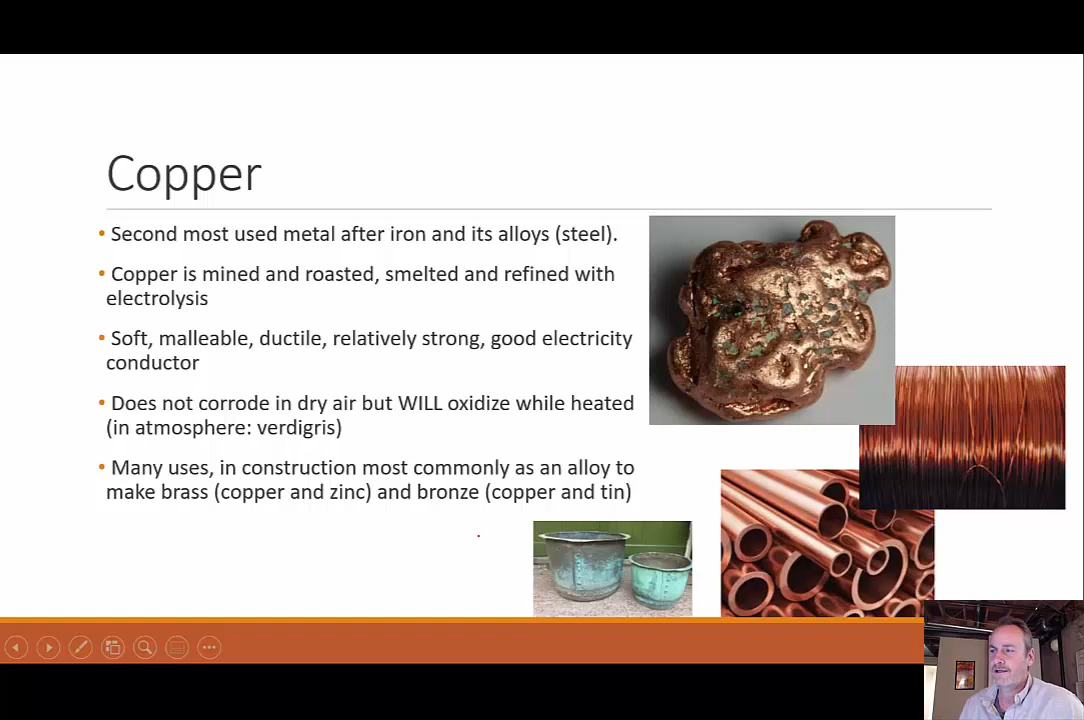 Copper
• Second most used metal after iron and its alloys (steel).
• Copper is mined and roasted, smelted and refined with
electrolysis
• Soft, malleable, ductile, relatively strong, good electricity
conductor
• Does not corrode in dry air but WILL oxidize while heated
(in atmosphere: verdigris)
• Many uses, in construction most commonly as an alloy to
make brass (copper and zinc) and bronze (copper and tin)